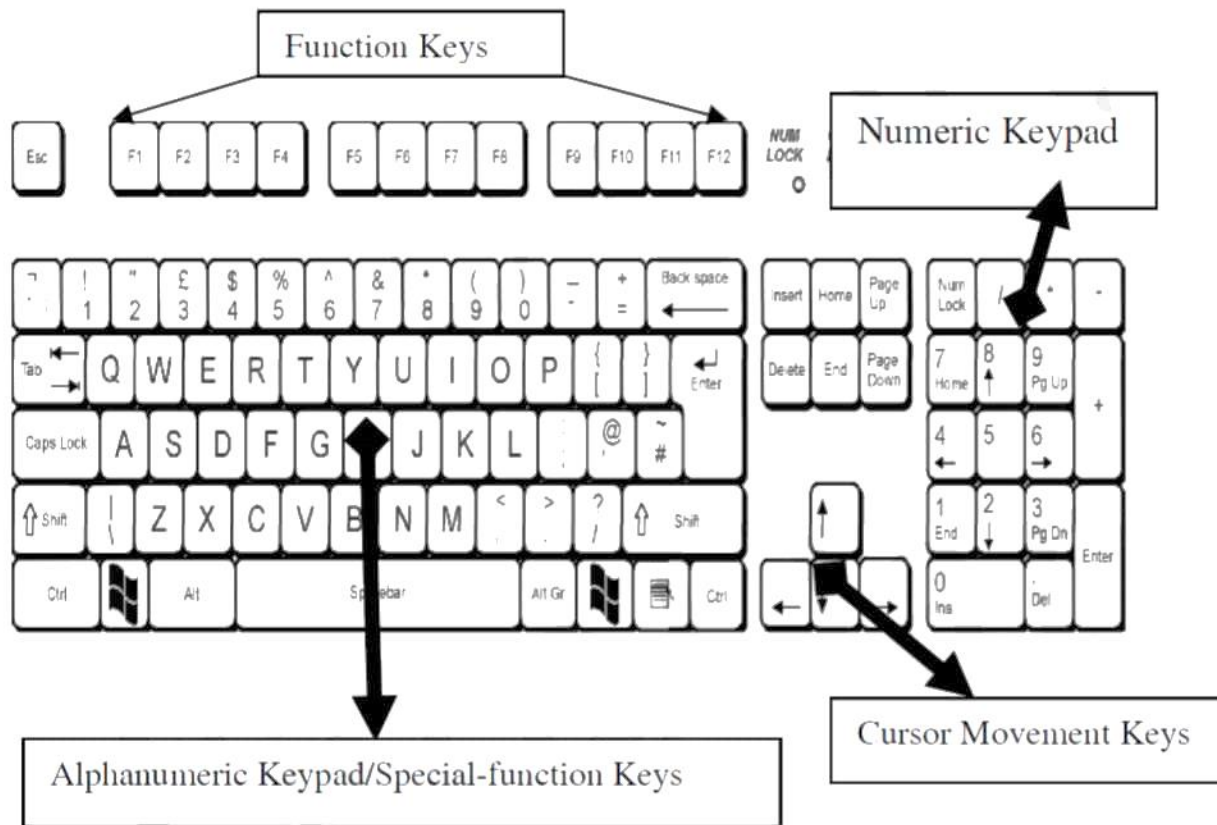 Function Keys
Numeric Keypad
Esc F1 F2 F3 F4 F5 F6 F7 F8 F9 F10 F11 F12
NUM
LOCK
¬ ! " £ $ % ^ & * ( ) — + Back space
1 2 3 4 5 6 7 8 9 0 - =
Insert Home Page Up
Num Lock / * -
Tab Q W E R T Y U I O P { [ } ] Enter
Delete End Page Down
7 Home 8 9 Pg Up +
Caps Lock A S D F G J K L : ; @ ' ~ #
4 5 6
Shift | \ Z X C V B N M < , > . ? / Shift
1 End 2 3 Pg Dn Enter
Ctrl Alt Alt Gr Ctrl
0 Ins . Del
Cursor Movement Keys
Alphanumeric Keypad/Special-function Keys